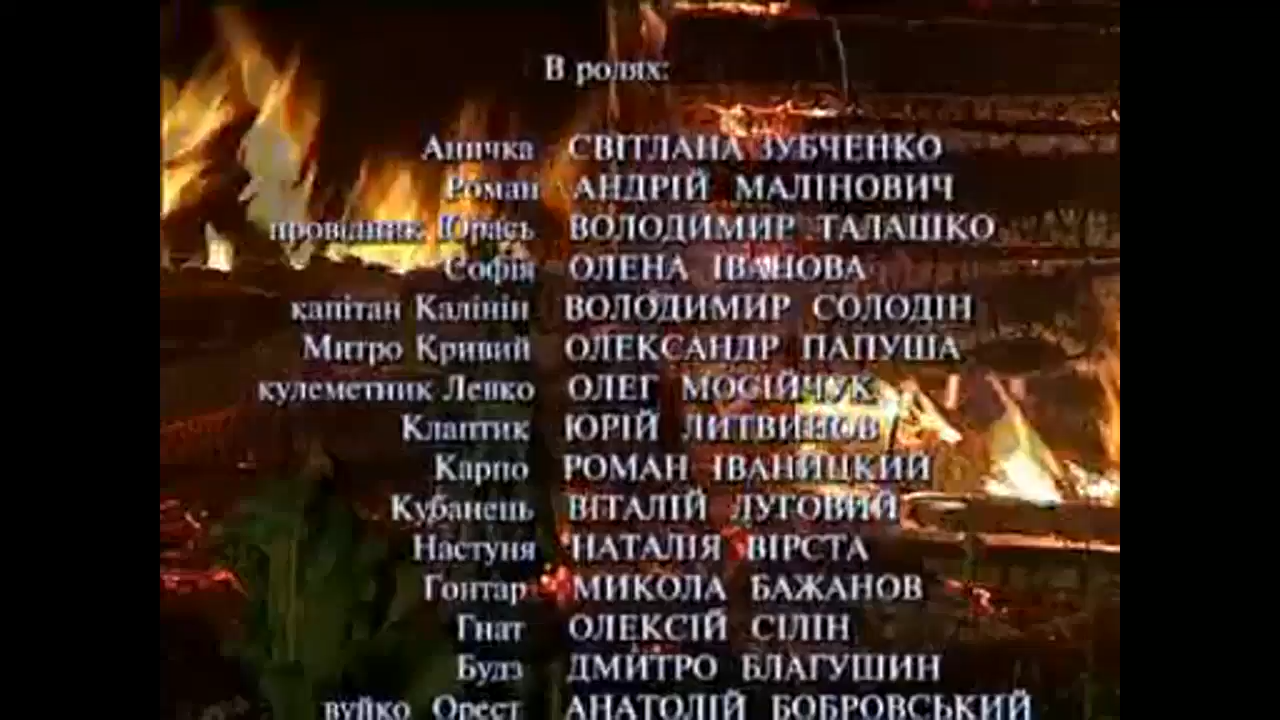 В ролях:
Аничка СВІТЛАНА ЗУБЧЕНКО
Роман АНДРІЙ МАЛІНОВИЧ
провідник Юрась ВОЛОДИМИР ТАЛАШКО
Софія ОЛЕНА ІВАНОВА
капітан Калінін ВОЛОДИМИР СОЛОДІН
Митро Кривий ОЛЕКСАНДР ПАПУША
кулеметник Левко ОЛЕГ МОСІЙЧУК
Клаптик ЮРІЙ ЛИТВИНОВ
Карпо РОМАН ІВАНИЦКИЙ
Кубанець ВІТАЛІЙ ЛУГОВИЙ
Настуня НАТАЛІЯ ВІРСТА
Гонтар МИКОЛА БАЖАНОВ
Гнат ОЛЕКСІЙ СІЛІН
Будз ДМИТРО БЛАГУШИН
вуйко Орест АНАТОЛІЙ БОБРОВСЬКИЙ